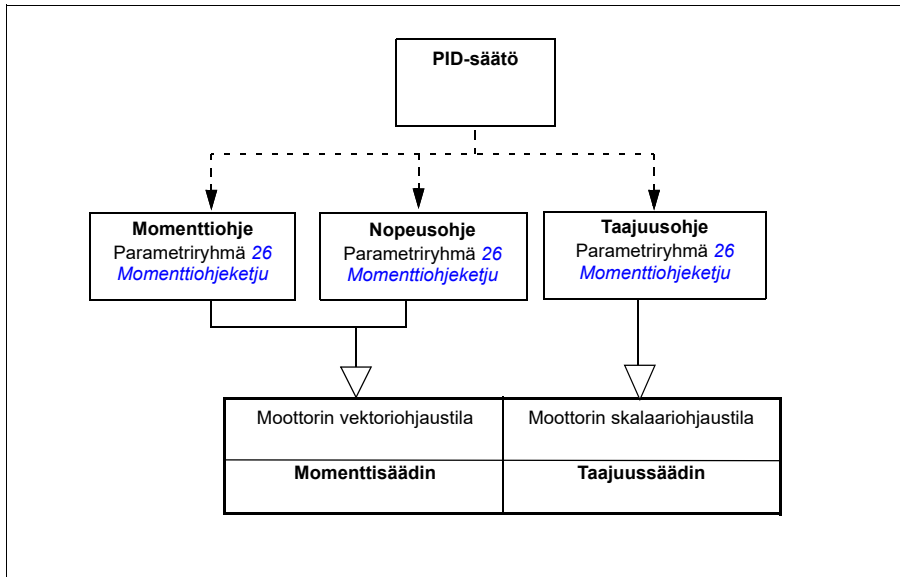 PID-säätö
Momenttiohje
Parametriryhmä 26
Momenttiohjeketju
Nopeusohje
Parametriryhmä 26
Momenttiohjeketju
Taajuusohje
Parametriryhmä 26
Momenttiohjeketju
Moottorin vektoriohjaustila
Moottorin skalaariohjaustila
Momenttisäädin
Taajuussäädin